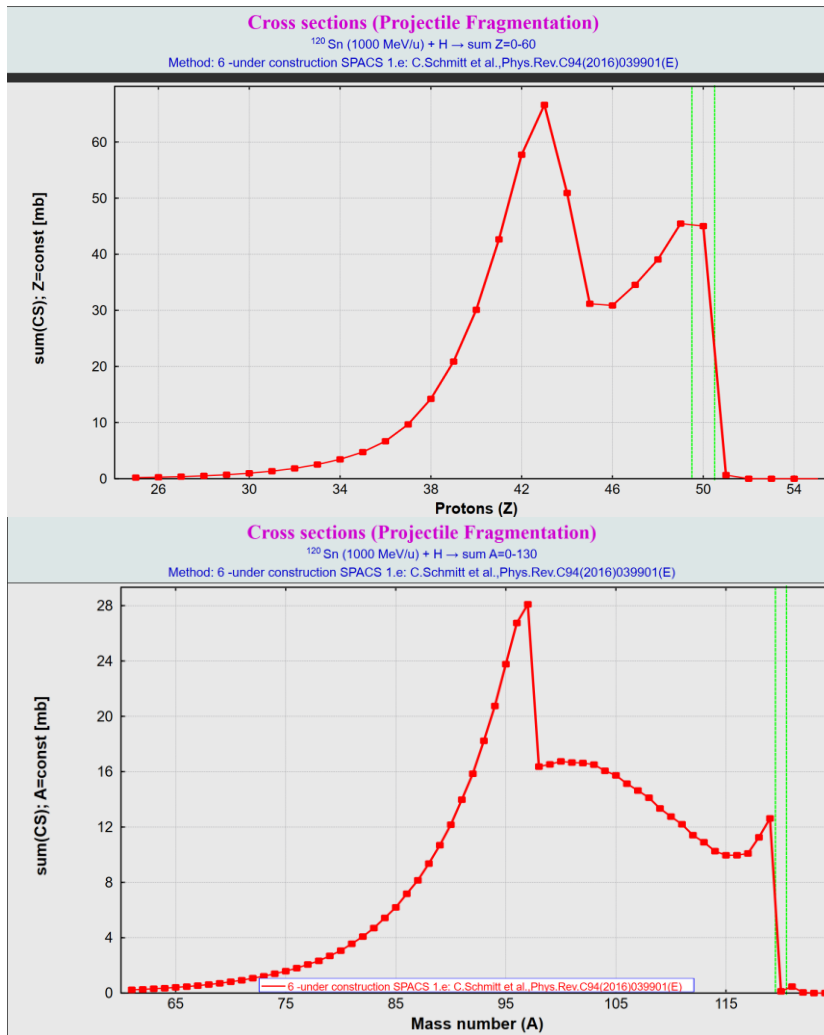 Cross sections (Projectile Fragmentation)
¹²⁰Sn (1000 MeV/u) + H → sum Z=0-60
Method: 6 -under construction SPACS 1.e: C.Schmitt et al.,Phys.Rev.C94(2016)039901(E)
sum(CS); Z=const [mb]
60
50
40
30
20
10
0
26 30 34 38 42 46 50 54
Protons (Z)
Cross sections (Projectile Fragmentation)
¹²⁰Sn (1000 MeV/u) + H → sum A=0-130
Method: 6 -under construction SPACS 1.e: C.Schmitt et al.,Phys.Rev.C94(2016)039901(E)
sum(CS); A=const [mb]
28
24
20
16
12
8
4
0
6 -under construction SPACS 1.e: C.Schmitt et al.,Phys.Rev.C94(2016)039901(E)
65 75 85 95 105 115
Mass number (A)